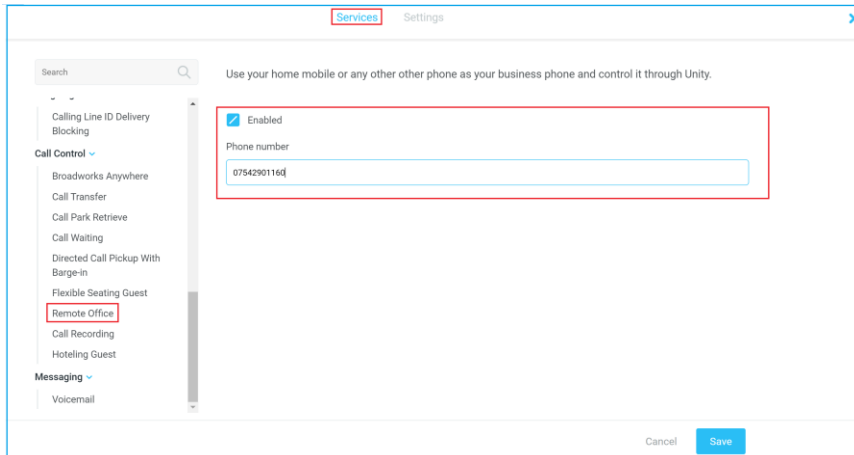 Services Settings
Search
Use your home mobile or any other other phone as your business phone and control it through Unity.
Calling Line ID Delivery
Blocking
Call Control
Broadworks Anywhere
Call Transfer
Call Park Retrieve
Call Waiting
Directed Call Pickup With
Barge-in
Flexible Seating Guest
Remote Office
Call Recording
Hoteling Guest
Messaging
Voicemail
Enabled
Phone number
07542901160
Cancel Save